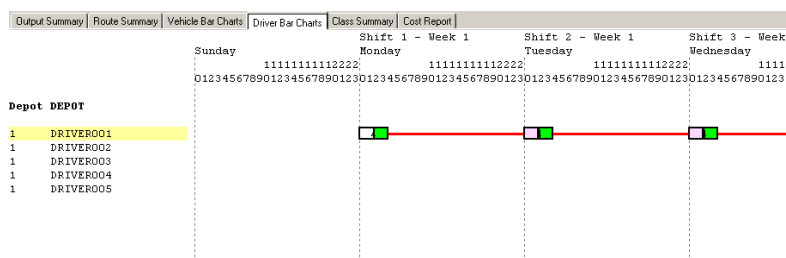 Output Summary Route Summary Vehicle Bar Charts Driver Bar Charts Class Summary Cost Report
Shift 1 - Week 1 Shift 2 - Week 1 Shift 3 - Week
Sunday Monday Tuesday Wednesday
11111111112222 11111111112222 11111111112222 1111
012345678901234567890123 012345678901234567890123 012345678901234567890123 01234567890123
Depot DEPOT
1 DRIVER001
1 DRIVER002
1 DRIVER003
1 DRIVER004
1 DRIVER005